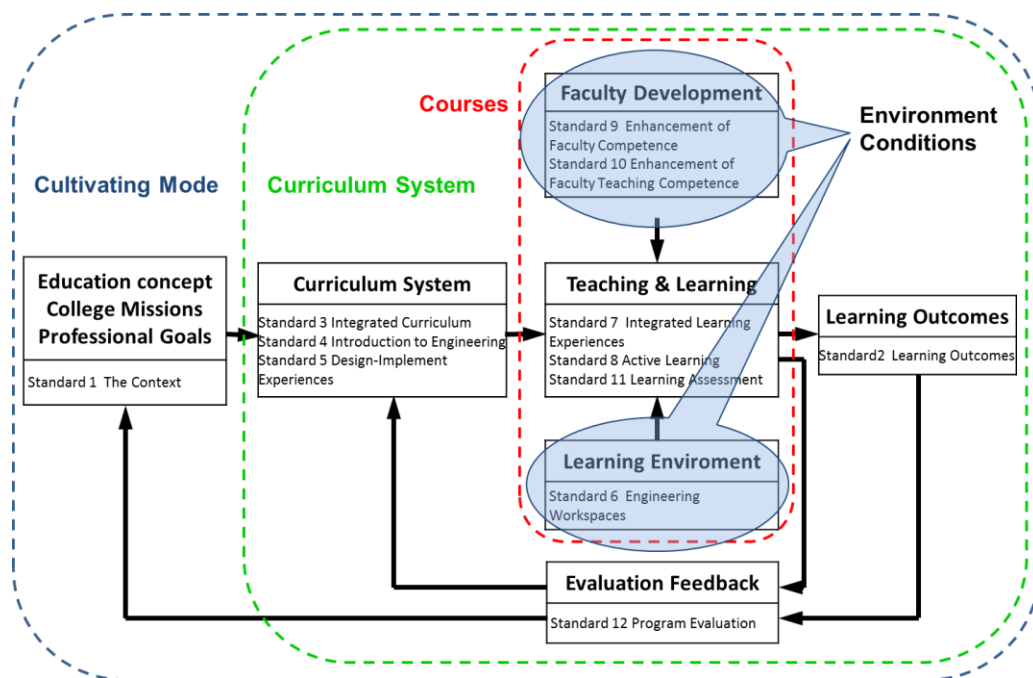 Courses
Faculty Development
Standard 9 Enhancement of
Faculty Competence
Standard 10 Enhancement of
Faculty Teaching Competence
Environment
Conditions
Cultivating Mode
Curriculum System
Education concept
College Missions
Professional Goals
Standard 1 The Context
Curriculum System
Standard 3 Integrated Curriculum
Standard 4 Introduction to Engineering
Standard 5 Design-Implement
Experiences
Teaching & Learning
Standard 7 Integrated Learning
Experiences
Standard 8 Active Learning
Standard 11 Learning Assessment
Learning Outcomes
Standard2 Learning Outcomes
Learning Enviroment
Standard 6 Engineering
Workspaces
Evaluation Feedback
Standard 12 Program Evaluation